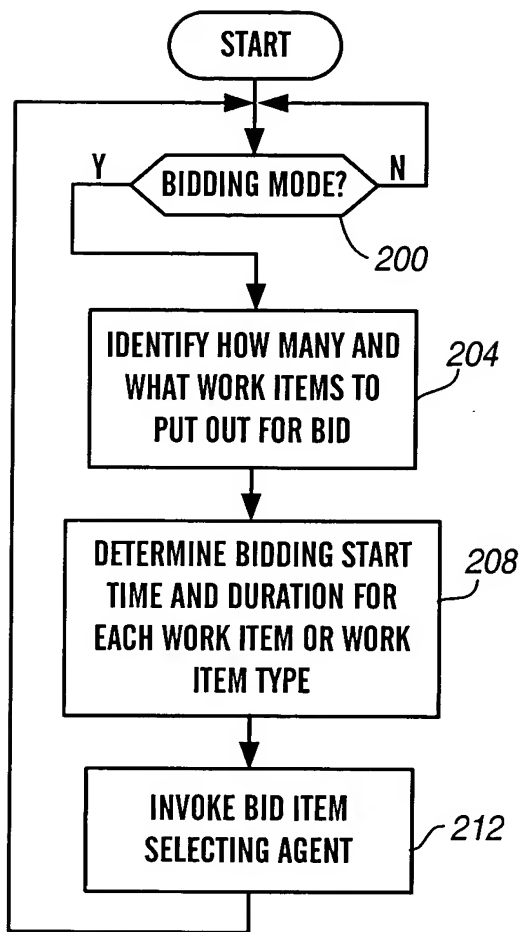 START
Y
BIDDING MODE?
N
200
IDENTIFY HOW MANY AND
WHAT WORK ITEMS TO
PUT OUT FOR BID
204
DETERMINE BIDDING START
TIME AND DURATION FOR
EACH WORK ITEM OR WORK
ITEM TYPE
208
INVOKE BID ITEM
SELECTING AGENT
212